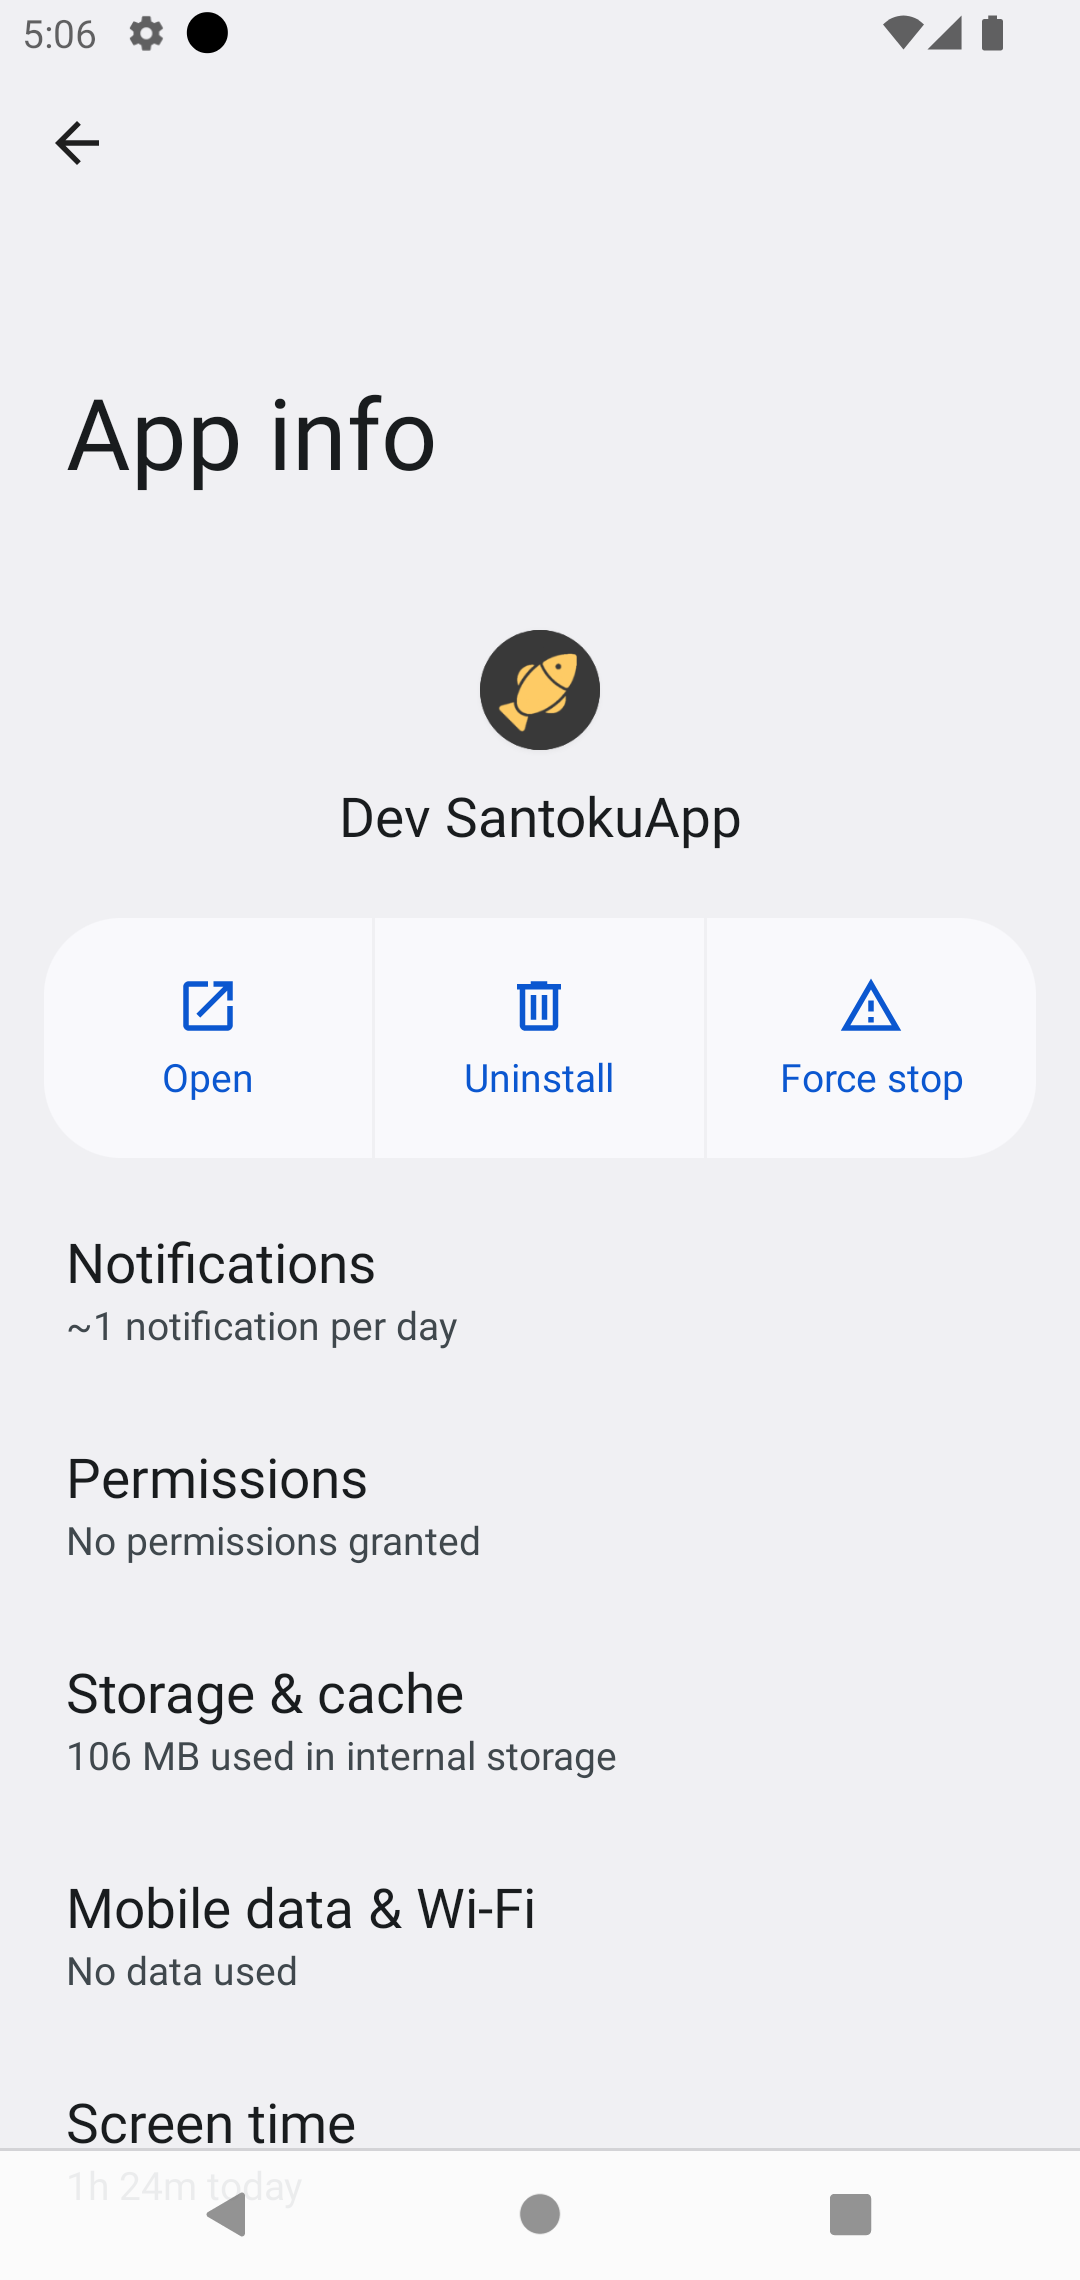 5:06
App info
Dev SantokuApp
Open
Uninstall
Force stop
Notifications
~1 notification per day
Permissions
No permissions granted
Storage & cache
106 MB used in internal storage
Mobile data & Wi-Fi
No data used
Screen time
1h 24m today